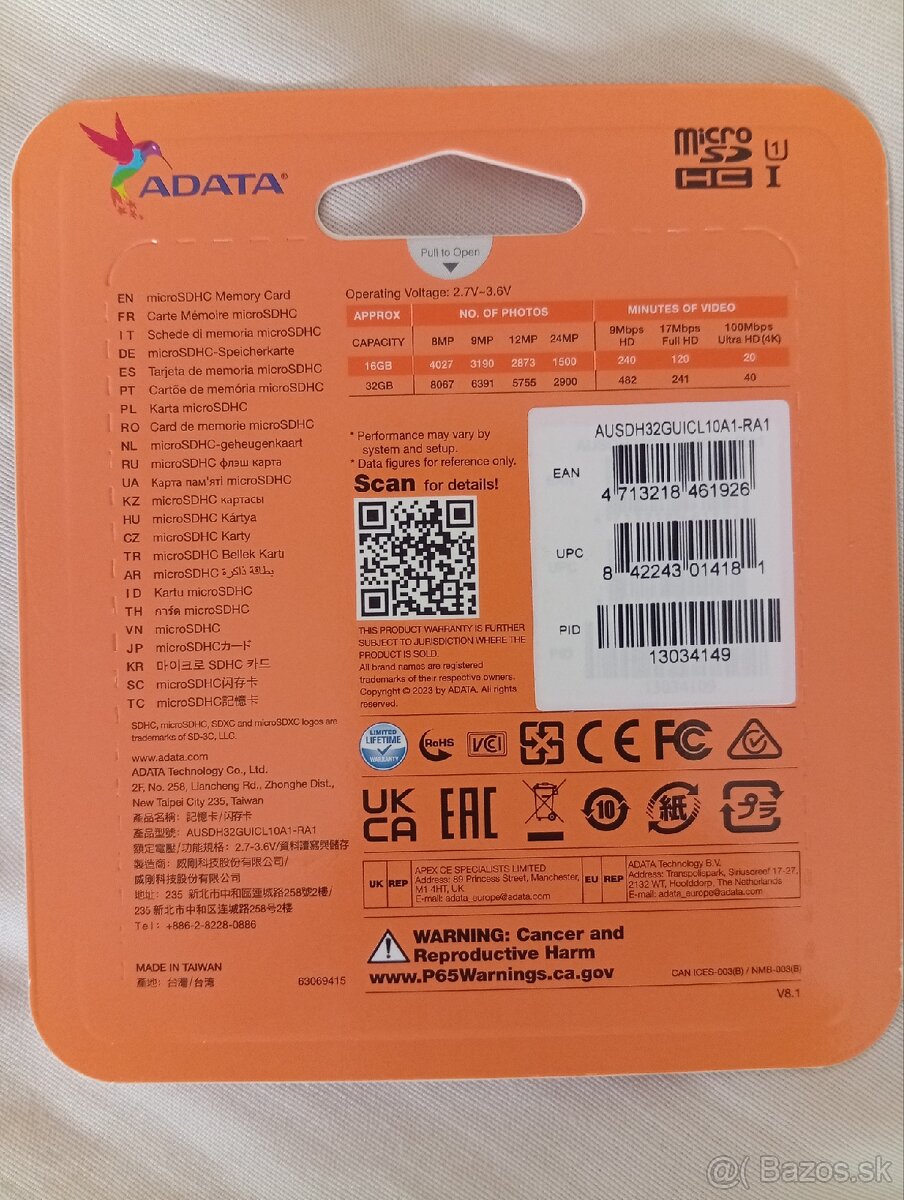 ADATA®
micro
SD
HC I
1
Pull to Open
EN microSDHC Memory Card
FR Carte Mémoire microSDHC
IT Schede di memoria microSDHC
DE microSDHC-Speicherkarte
ES Tarjeta de memoria microSDHC
PT Cartõe de memória microSDHC
PL Karta microSDHC
RO Card de memorie microSDHC
NL microSDHC-geheugenkaart
RU microSDHC флэш карта
UA Карта пам'яті microSDHC
KZ microSDHC картасы
HU microSDHC Kártya
CZ microSDHC Karty
TR microSDHC Bellek Kartı
AR microSDHC بطاقة ذاكرة
ID Kartu microSDHC
TH การ์ด microSDHC
VN microSDHC
JP microSDHCカード
KR 마이크로 SDHC 카드
SC microSDHC闪存卡
TC microSDHC記憶卡
SDHC, microSDHC, SDXC and microSDXC logos are
trademarks of SD-3C, LLC.
www.adata.com
ADATA Technology Co., Ltd.
2F, No. 258, Liancheng Rd., Zhonghe Dist.,
New Taipei City 235, Taiwan
產品名稱: 記憶卡/闪存卡
產品型號: AUSDH32GUICL10A1-RA1
額定電壓/功能規格: 2.7-3.6V/資料讀寫與儲存
製造商: 威剛科技股份有限公司/
威刚科技股份有限公司
地址: 235 新北市中和區連城路258號2樓/
235 新北市中和区连城路258号2楼
Tel: +886-2-8228-0886
MADE IN TAIWAN
產地: 台灣/台湾
63069415
Operating Voltage: 2.7V~3.6V
APPROX NO. OF PHOTOS MINUTES OF VIDEO
CAPACITY 8MP 9MP 12MP 24MP 9Mbps HD 17Mbps Full HD 100Mbps Ultra HD(4K)
16GB 4027 3190 2873 1500 240 120 20
32GB 8067 6391 5755 2900 482 241 40
* Performance may vary by
system and setup.
* Data figures for reference only.
Scan for details!
THIS PRODUCT WARRANTY IS FURTHER
SUBJECT TO JURISDICTION WHERE THE
PRODUCT IS SOLD.
All brand names are registered
trademarks of their respective owners.
Copyright © 2023 by ADATA. All rights
reserved.
AUSDH32GUICL10A1-RA1
EAN
4 713218 461926
UPC
8 42243 01418 1
PID
13034149
LIMITED
LIFETIME
WARRANTY
RoHS
VCI
CE
FC
UK
CA
EAC
10
紙
プラ
UK REP
APEX CE SPECIALISTS LIMITED
Address: 89 Princess Street, Manchester,
M1 4HT, UK
E-mail: adata_europe@adata.com
EU REP
ADATA Technology B.V.
Address: Transpolispark, Siriusdreef 17-27,
2132 WT, Hoofddorp, The Netherlands
E-mail: adata_europe@adata.com
WARNING: Cancer and
Reproductive Harm
www.P65Warnings.ca.gov
CAN ICES-003(B) / NMB-003(B)
V8.1
@( Bazos.sk